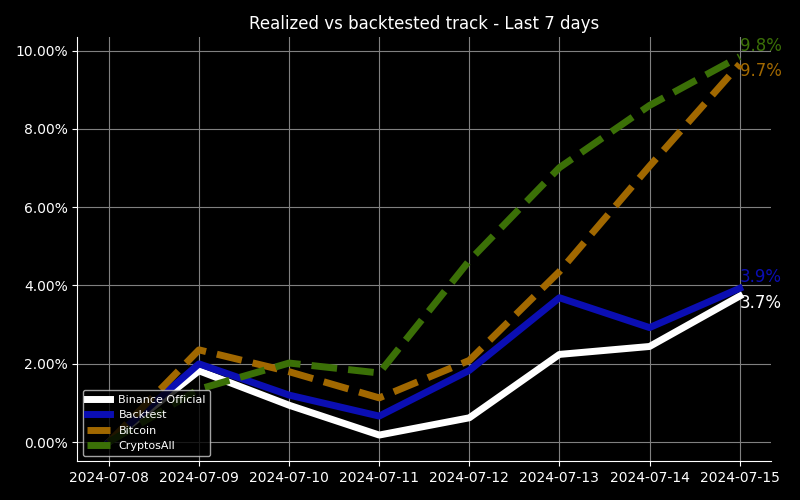 Realized vs backtested track - Last 7 days
10.00%
8.00%
6.00%
4.00%
2.00%
0.00%
9.8%
9.7%
3.9%
3.7%
Binance Official
Backtest
Bitcoin
CryptosAll
2024-07-08 2024-07-09 2024-07-10 2024-07-11 2024-07-12 2024-07-13 2024-07-14 2024-07-15